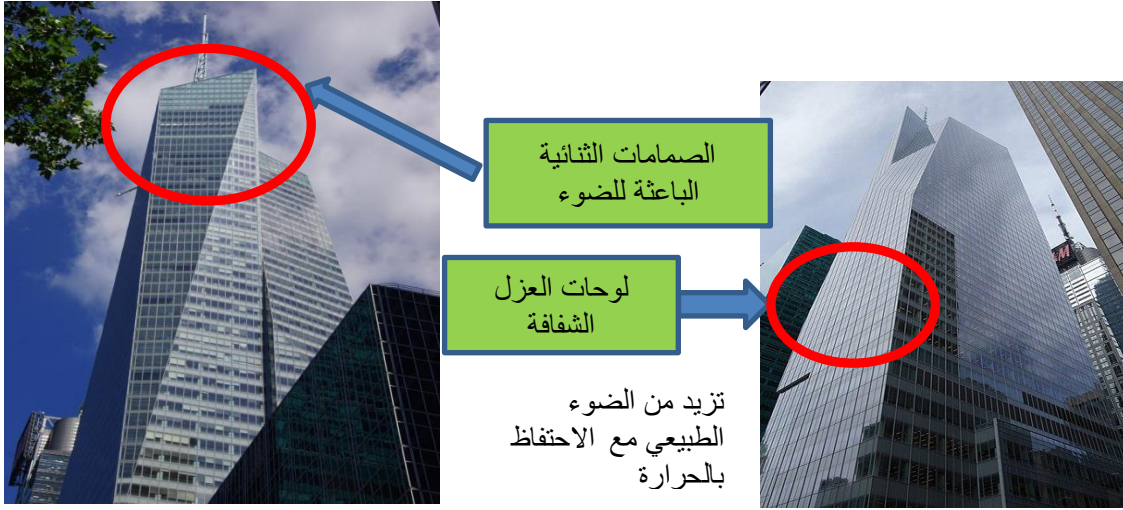 الصمامات الثنائية
الباعثة للضوء
لوحات العزل
الشفافة
تزيد من الضوء
الطبيعي مع الاحتفاظ
بالحرارة